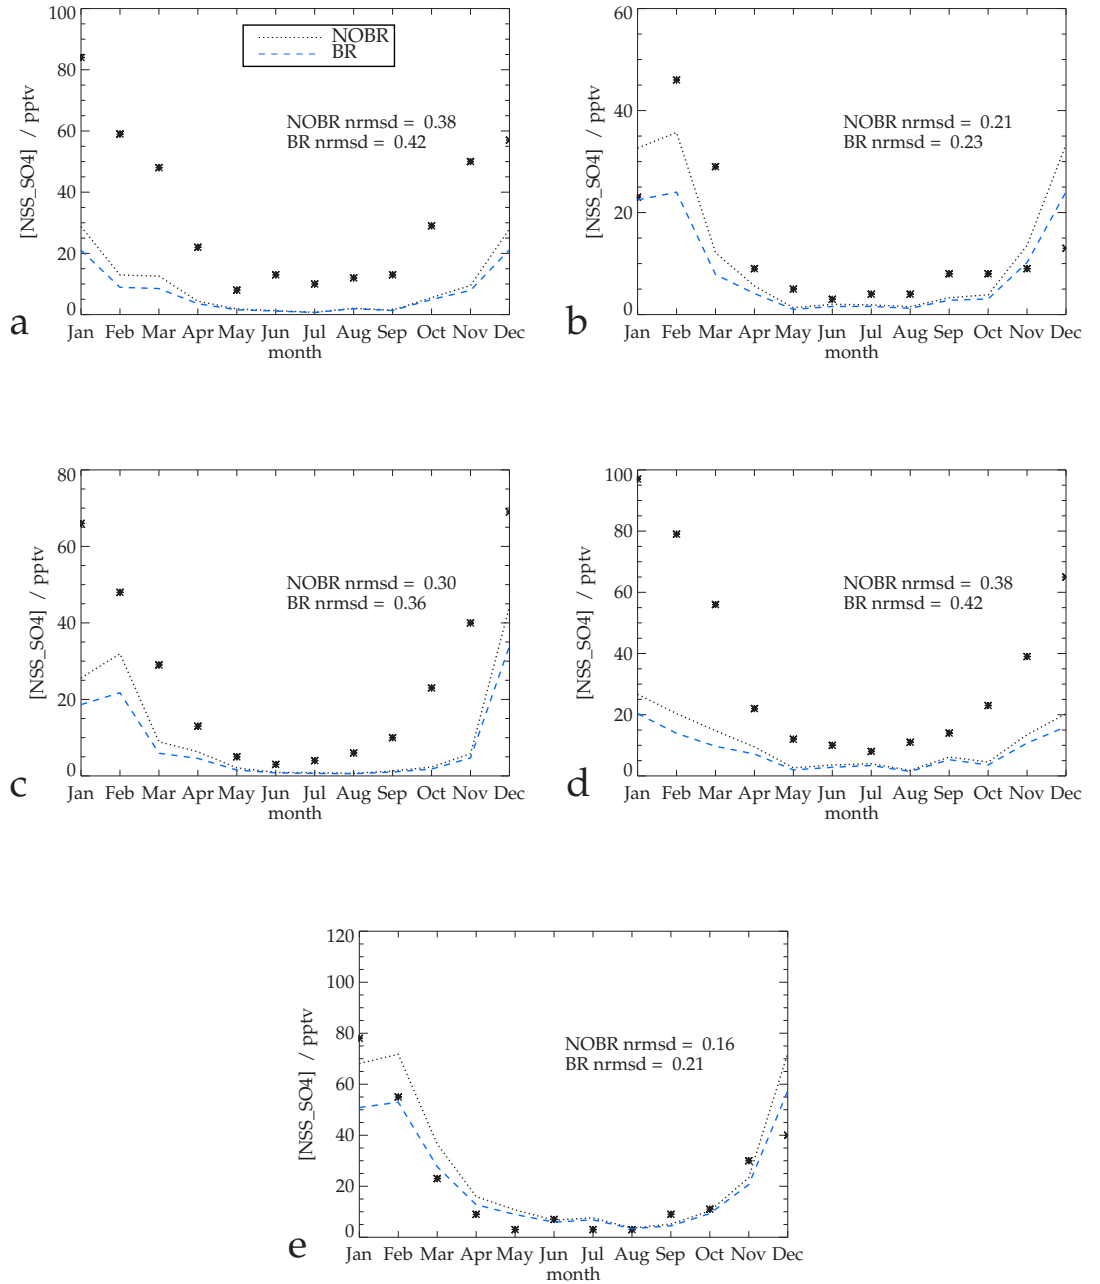 100
80
60
40
20
0
[NSS_SO4] / pptv
NOBR
BR
NOBR nrmsd = 0.38
BR nrmsd = 0.42
Jan Feb Mar Apr May Jun Jul Aug Sep Oct Nov Dec
month
a
60
40
20
0
[NSS_SO4] / pptv
NOBR nrmsd = 0.21
BR nrmsd = 0.23
Jan Feb Mar Apr May Jun Jul Aug Sep Oct Nov Dec
month
b
80
60
40
20
0
[NSS_SO4] / pptv
NOBR nrmsd = 0.30
BR nrmsd = 0.36
Jan Feb Mar Apr May Jun Jul Aug Sep Oct Nov Dec
month
c
100
80
60
40
20
0
[NSS_SO4] / pptv
NOBR nrmsd = 0.38
BR nrmsd = 0.42
Jan Feb Mar Apr May Jun Jul Aug Sep Oct Nov Dec
month
d
120
100
80
60
40
20
0
[NSS_SO4] / pptv
NOBR nrmsd = 0.16
BR nrmsd = 0.21
Jan Feb Mar Apr May Jun Jul Aug Sep Oct Nov Dec
month
e